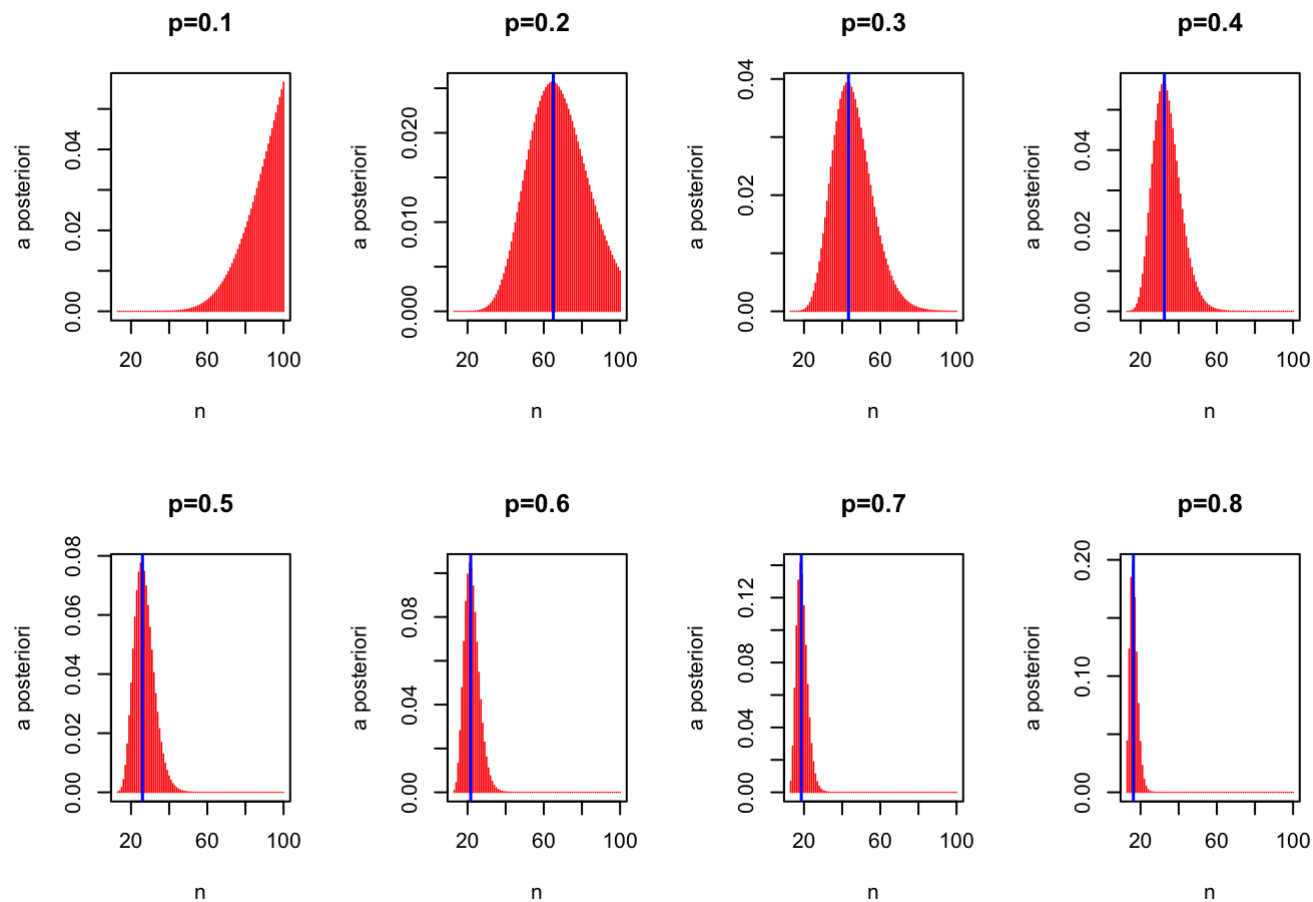 p=0.1
p=0.2
p=0.3
p=0.4
a posteriori
0.00 0.02 0.04
20 60 100
n
a posteriori
0.000 0.010 0.020
20 60 100
n
a posteriori
0.00 0.02 0.04
20 60 100
n
a posteriori
0.00 0.02 0.04
20 60 100
n
p=0.5
p=0.6
p=0.7
p=0.8
a posteriori
0.00 0.02 0.04 0.06 0.08
20 60 100
n
a posteriori
0.00 0.04 0.08
20 60 100
n
a posteriori
0.00 0.04 0.08 0.12
20 60 100
n
a posteriori
0.00 0.10 0.20
20 60 100
n